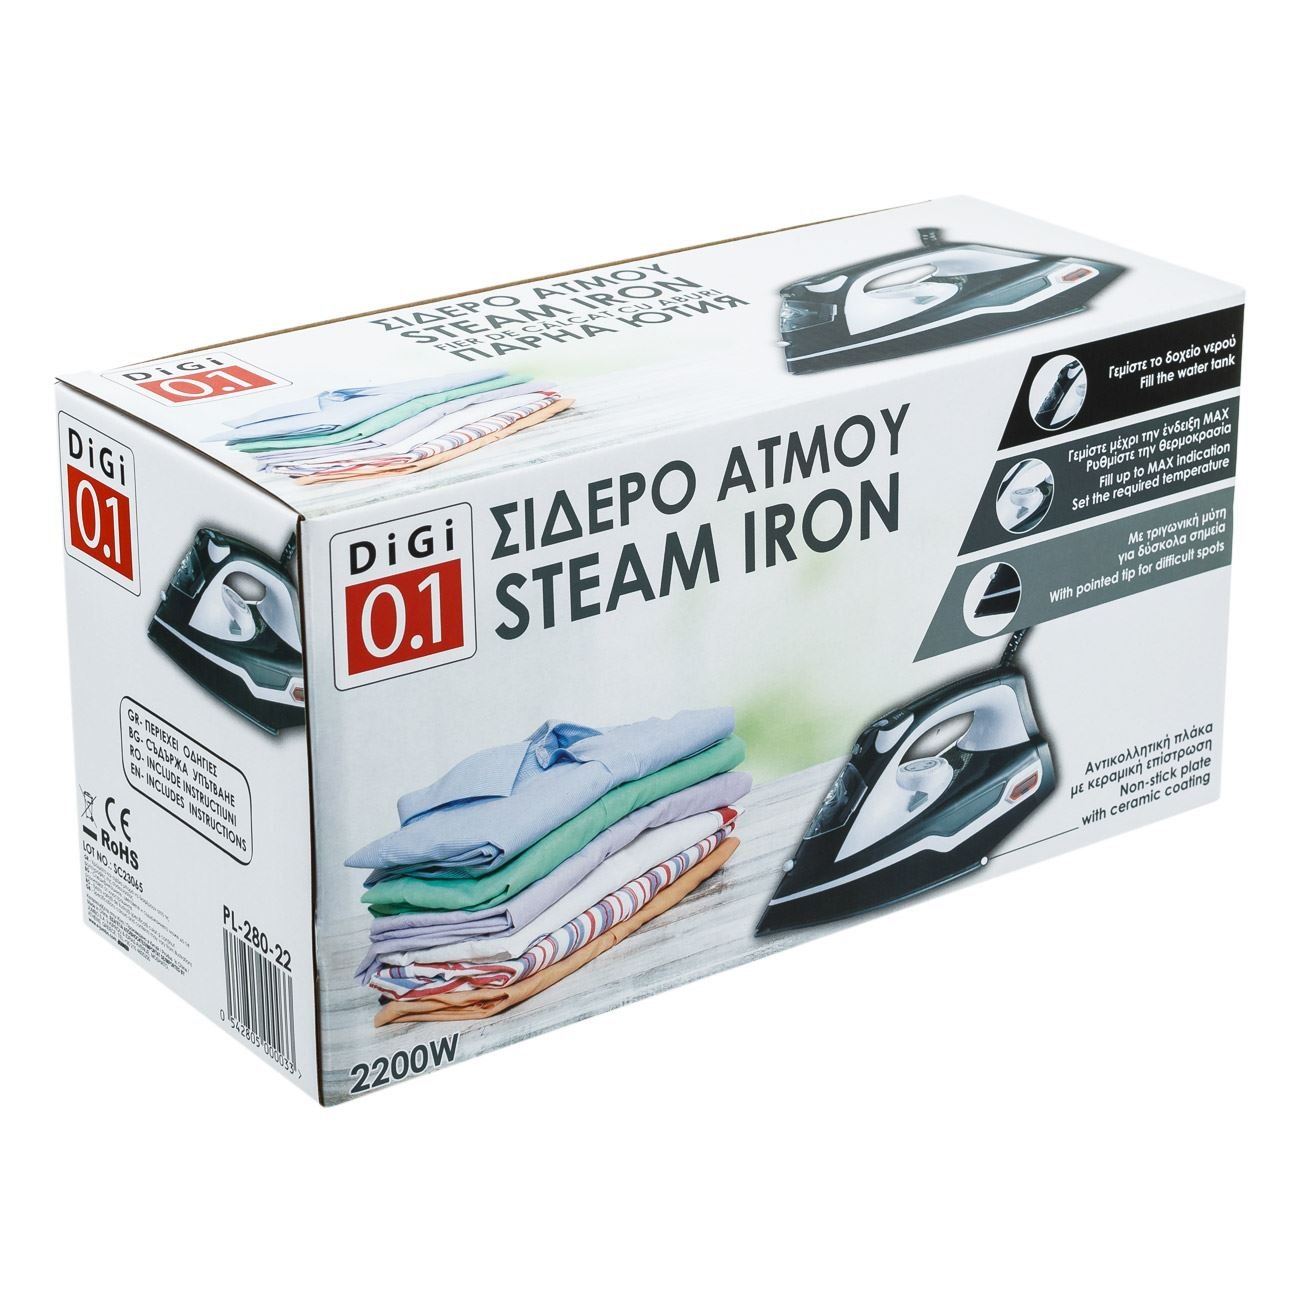 ΣΙΔΕΡΟ ΑΤΜΟΥ
STEAM IRON
FIER DE CALCAT CU ABURI
ПАРНА ЮТИЯ
DiGi
0.1
DiGi
0.1
GR- ΠΕΡΙΕΧΕΙ ΟΔΗΓΙΕΣ
BG- СЪДЪРЖА УПЪТВАНЕ
RO- INCLUDE INSTRUCTIUNI
EN- INCLUDES INSTRUCTIONS
CE
RoHS
LOT NO.: SC23065
PL-280-22
0 542805 000033 >
DiGi
0.1
ΣΙΔΕΡΟ ΑΤΜΟΥ
STEAM IRON
Γεμίστε το δοχείο νερού
Fill the water tank
Γεμίστε μέχρι την ένδειξη MAX
Ρυθμίστε την θερμοκρασία
Fill up to MAX indication
Set the required temperature
Με τριγωνική μύτη
για δύσκολα σημεία
With pointed tip for difficult spots
Αντικολλητική πλάκα
με κεραμική επίστρωση
Non-stick plate
with ceramic coating
2200W